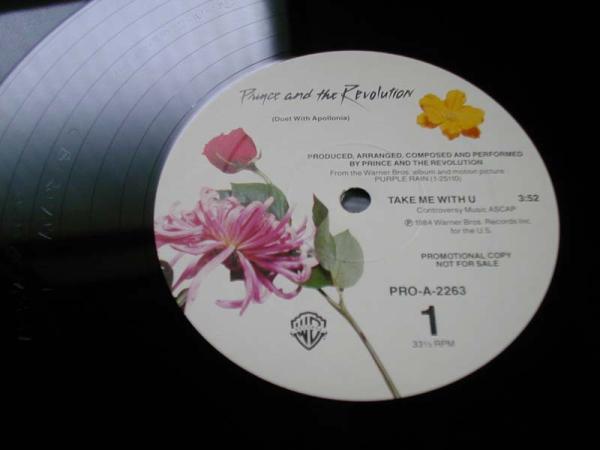 Prince and the Revolution
(Duet With Apollonia)
PRODUCED, ARRANGED, COMPOSED AND PERFORMED
BY PRINCE AND THE REVOLUTION
From the Warner Bros. album and motion picture
PURPLE RAIN (1-25110)
TAKE ME WITH U 3:52
Controversy Music ASCAP
℗ 1984 Warner Bros. Records Inc.
for the U.S.
PROMOTIONAL COPY
NOT FOR SALE
PRO-A-2263
1
33⅓ RPM